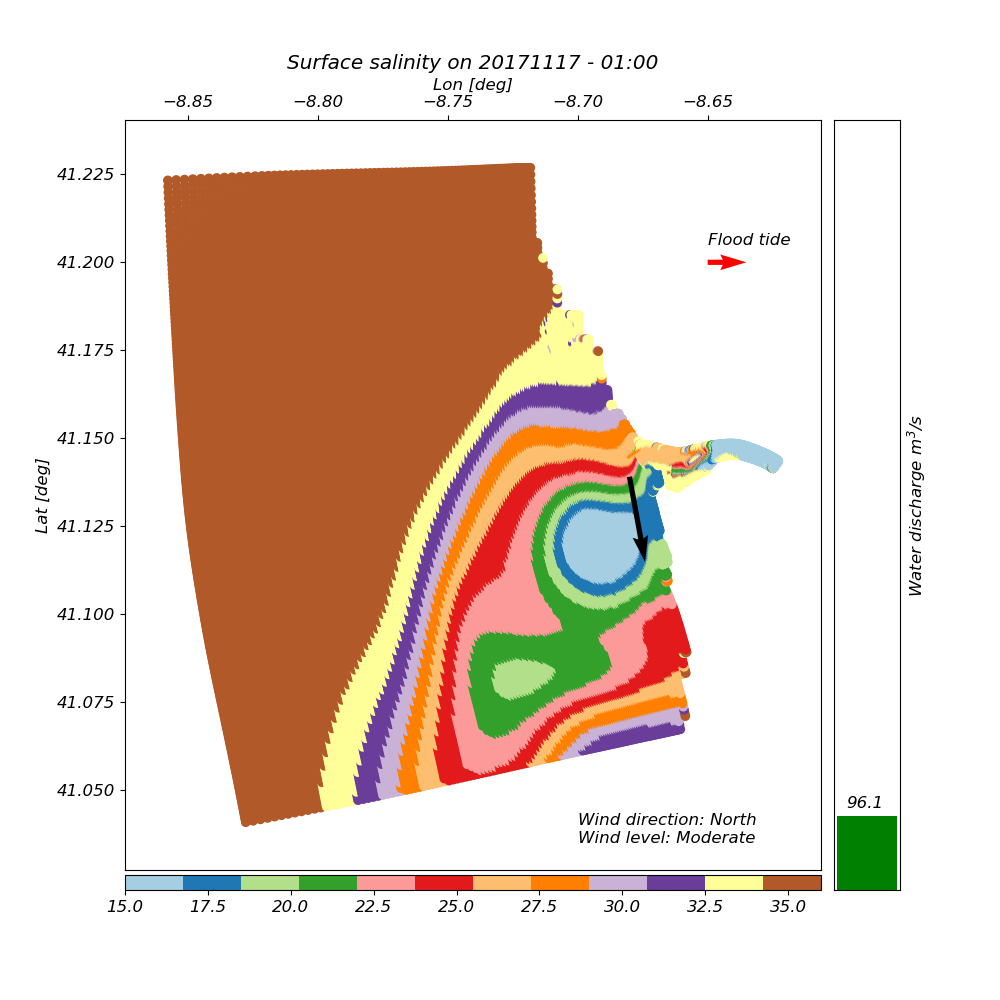 Surface salinity on 20171117 - 01:00
Lon [deg]
−8.85 −8.80 −8.75 −8.70 −8.65
41.225
41.200
41.175
41.150
41.125
41.100
41.075
41.050
Lat [deg]
Flood tide
Wind direction: North
Wind level: Moderate
15.0 17.5 20.0 22.5 25.0 27.5 30.0 32.5 35.0
96.1
Water discharge m³/s